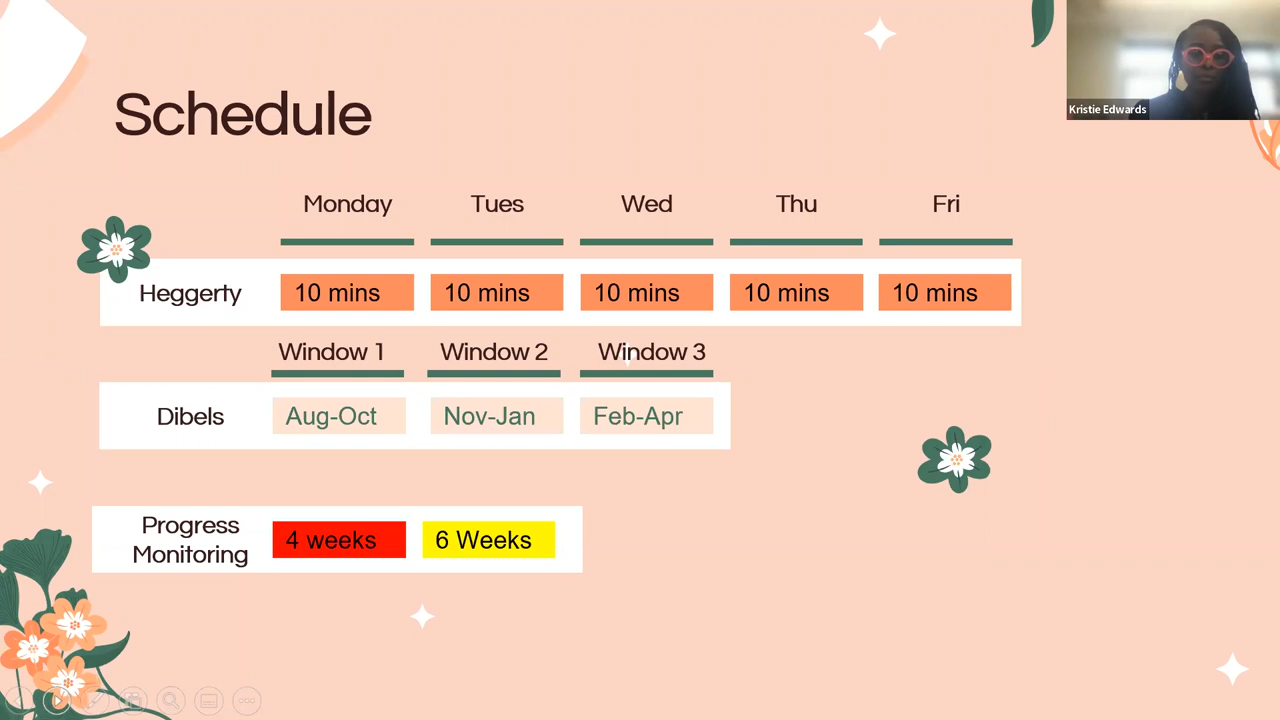 Kristie Edwards
Schedule
Monday Tues Wed Thu Fri
Heggerty 10 mins 10 mins 10 mins 10 mins 10 mins
Window 1 Window 2 Window 3
Dibels Aug-Oct Nov-Jan Feb-Apr
Progress
Monitoring 4 weeks 6 Weeks